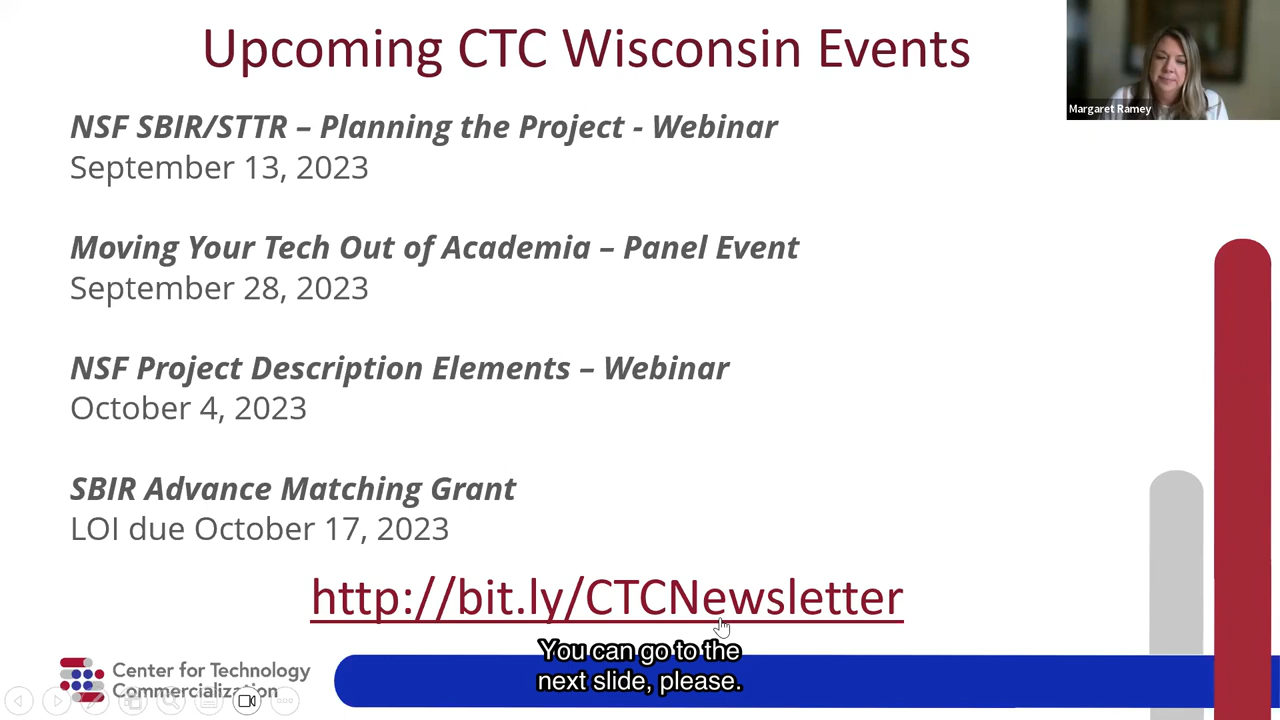 Upcoming CTC Wisconsin Events
Margaret Ramey
NSF SBIR/STTR – Planning the Project - Webinar
September 13, 2023
Moving Your Tech Out of Academia – Panel Event
September 28, 2023
NSF Project Description Elements – Webinar
October 4, 2023
SBIR Advance Matching Grant
LOI due October 17, 2023
http://bit.ly/CTCNewsletter
You can go to the
next slide, please.
Center for Technology
Commercialization